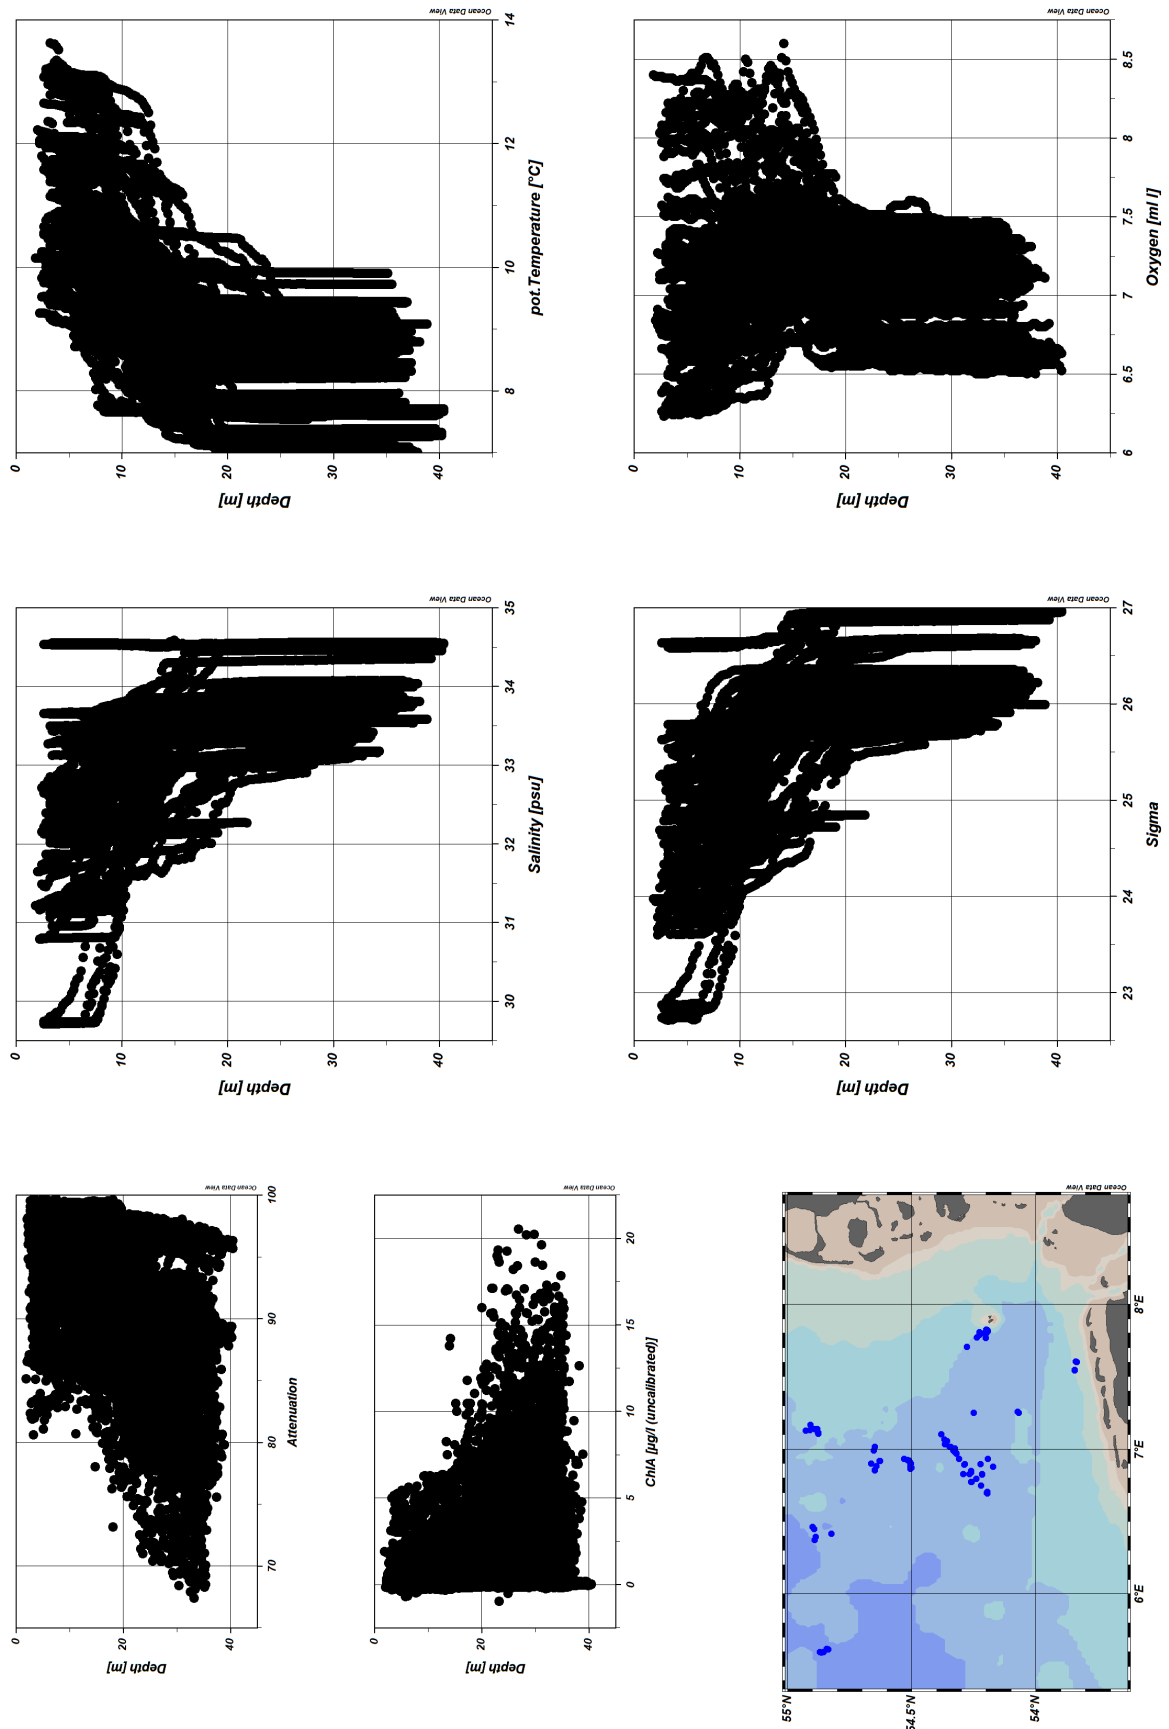 Ocean Data View
14
12
10
8
pot.Temperature [°C]
0
10
20
30
40
Depth [m]
Ocean Data View
8.5
8
7.5
7
6.5
6
Oxygen [ml l]
0
10
20
30
40
Depth [m]
Ocean Data View
35
34
33
32
31
30
Salinity [psu]
0
10
20
30
40
Depth [m]
Ocean Data View
27
26
25
24
23
Sigma
0
10
20
30
40
Depth [m]
Ocean Data View
100
90
80
70
Attenuation
0
20
40
Depth [m]
Ocean Data View
20
15
10
5
0
ChlA [µg/l (uncalibrated)]
0
20
40
Depth [m]
Ocean Data View
8°E
7°E
6°E
55°N
54.5°N
54°N